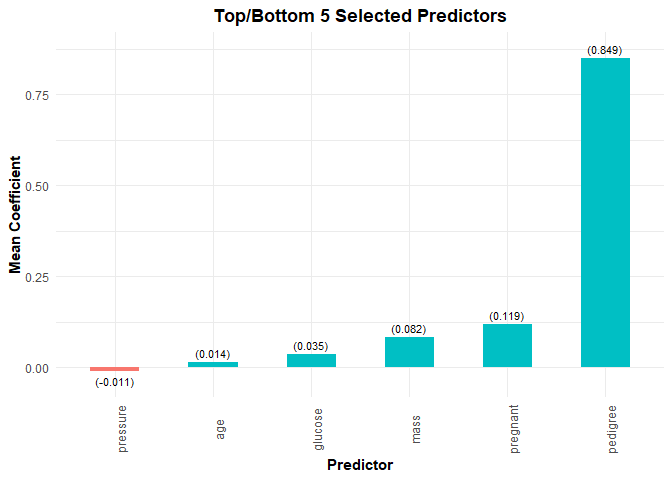 Top/Bottom 5 Selected Predictors
Mean Coefficient
0.75
0.50
0.25
0.00
(-0.011)
(0.014)
(0.035)
(0.082)
(0.119)
(0.849)
pressure
age
glucose
mass
pregnant
pedigree
Predictor